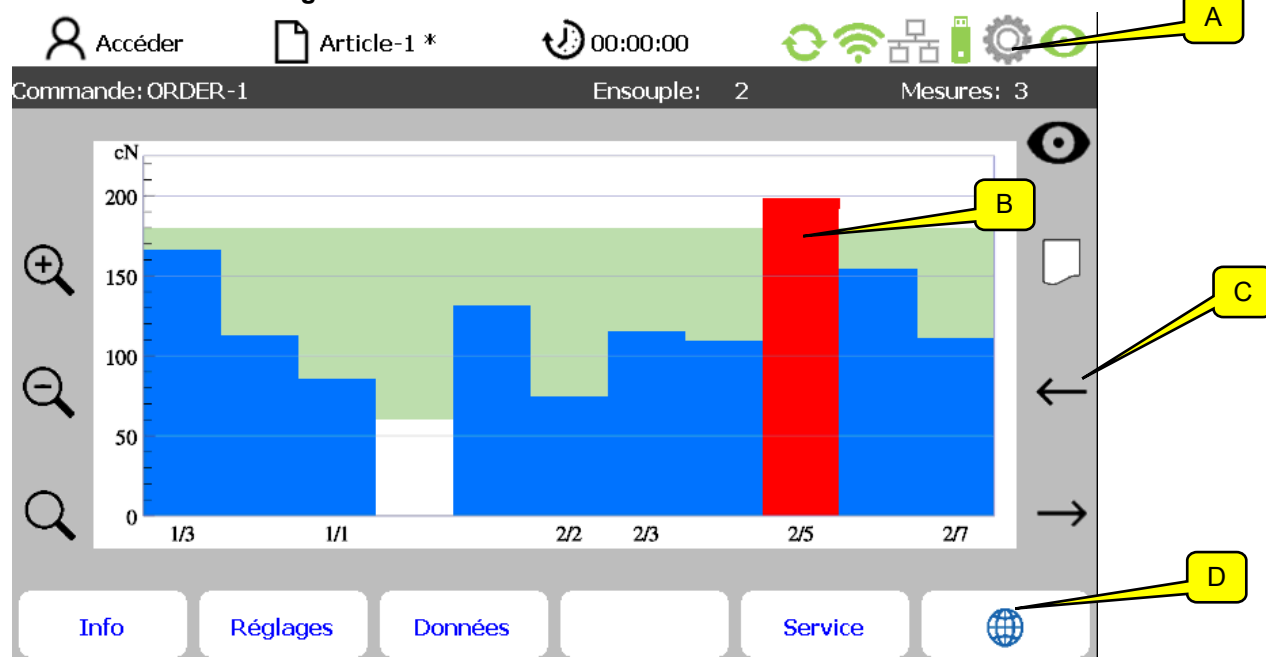 A
Accéder Article-1 * 00:00:00
Commande: ORDER-1 Ensouple: 2 Mesures: 3
cN
200
B
150
C
100
50
0
1/3 1/1 2/2 2/3 2/5 2/7
D
Info Réglages Données Service